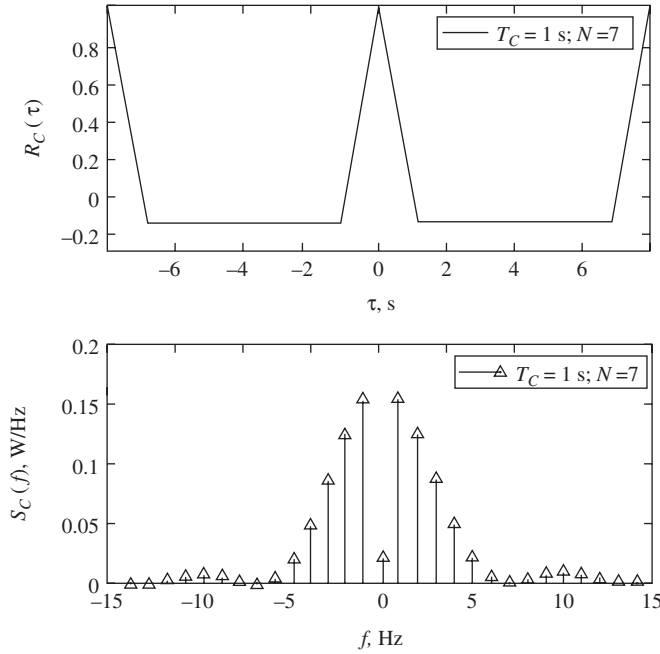 T_C = 1 s; N =7
R_C (τ)
0.8
0.6
0.4
0.2
0
−0.2
−6 −4 −2 0 2 4 6
τ, s
T_C = 1 s; N=7
S_C (f), W/Hz
0.2
0.15
0.1
0.05
0
−15 −10 −5 0 5 10 15
f, Hz